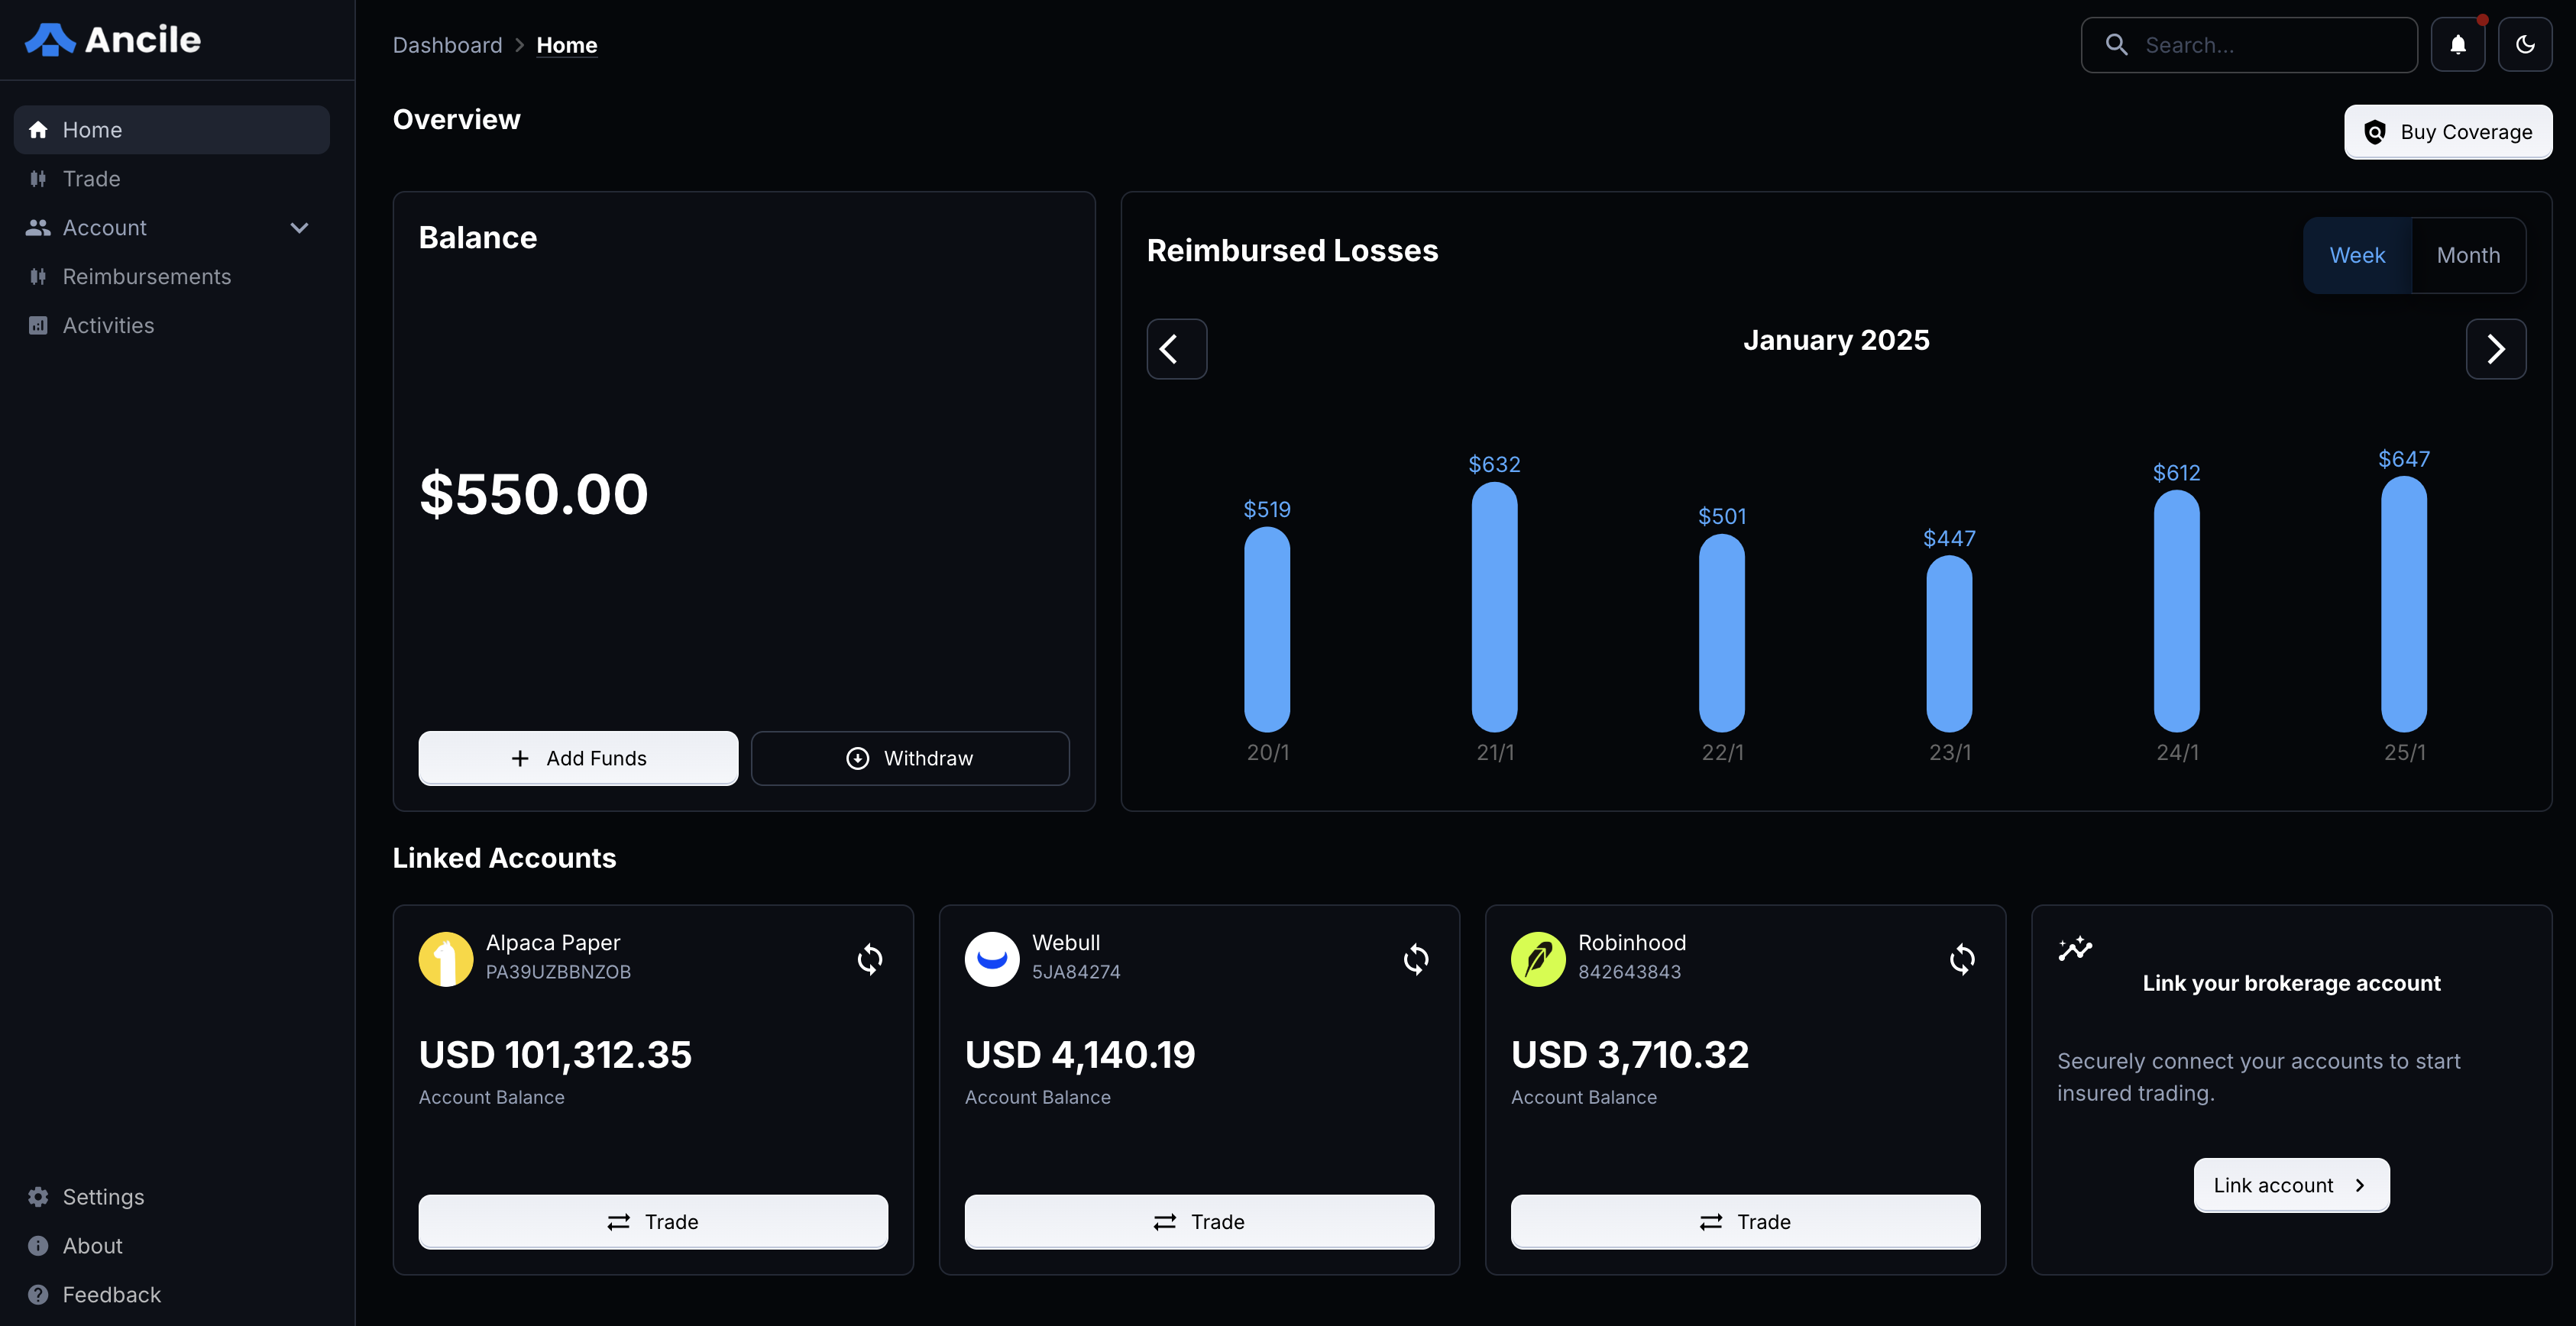 Ancile
Home
Trade
Account
Reimbursements
Activities
Settings
About
Feedback
Dashboard > Home
Search...
Overview
Buy Coverage
Balance
$550.00
Add Funds
Withdraw
Reimbursed Losses
Week Month
January 2025
$519 $632 $501 $447 $612 $647
20/1 21/1 22/1 23/1 24/1 25/1
Linked Accounts
Alpaca Paper
PA39UZBBNZOB
USD 101,312.35
Account Balance
Trade
Webull
5JA84274
USD 4,140.19
Account Balance
Trade
Robinhood
842643843
USD 3,710.32
Account Balance
Trade
Link your brokerage account
Securely connect your accounts to start
insured trading.
Link account